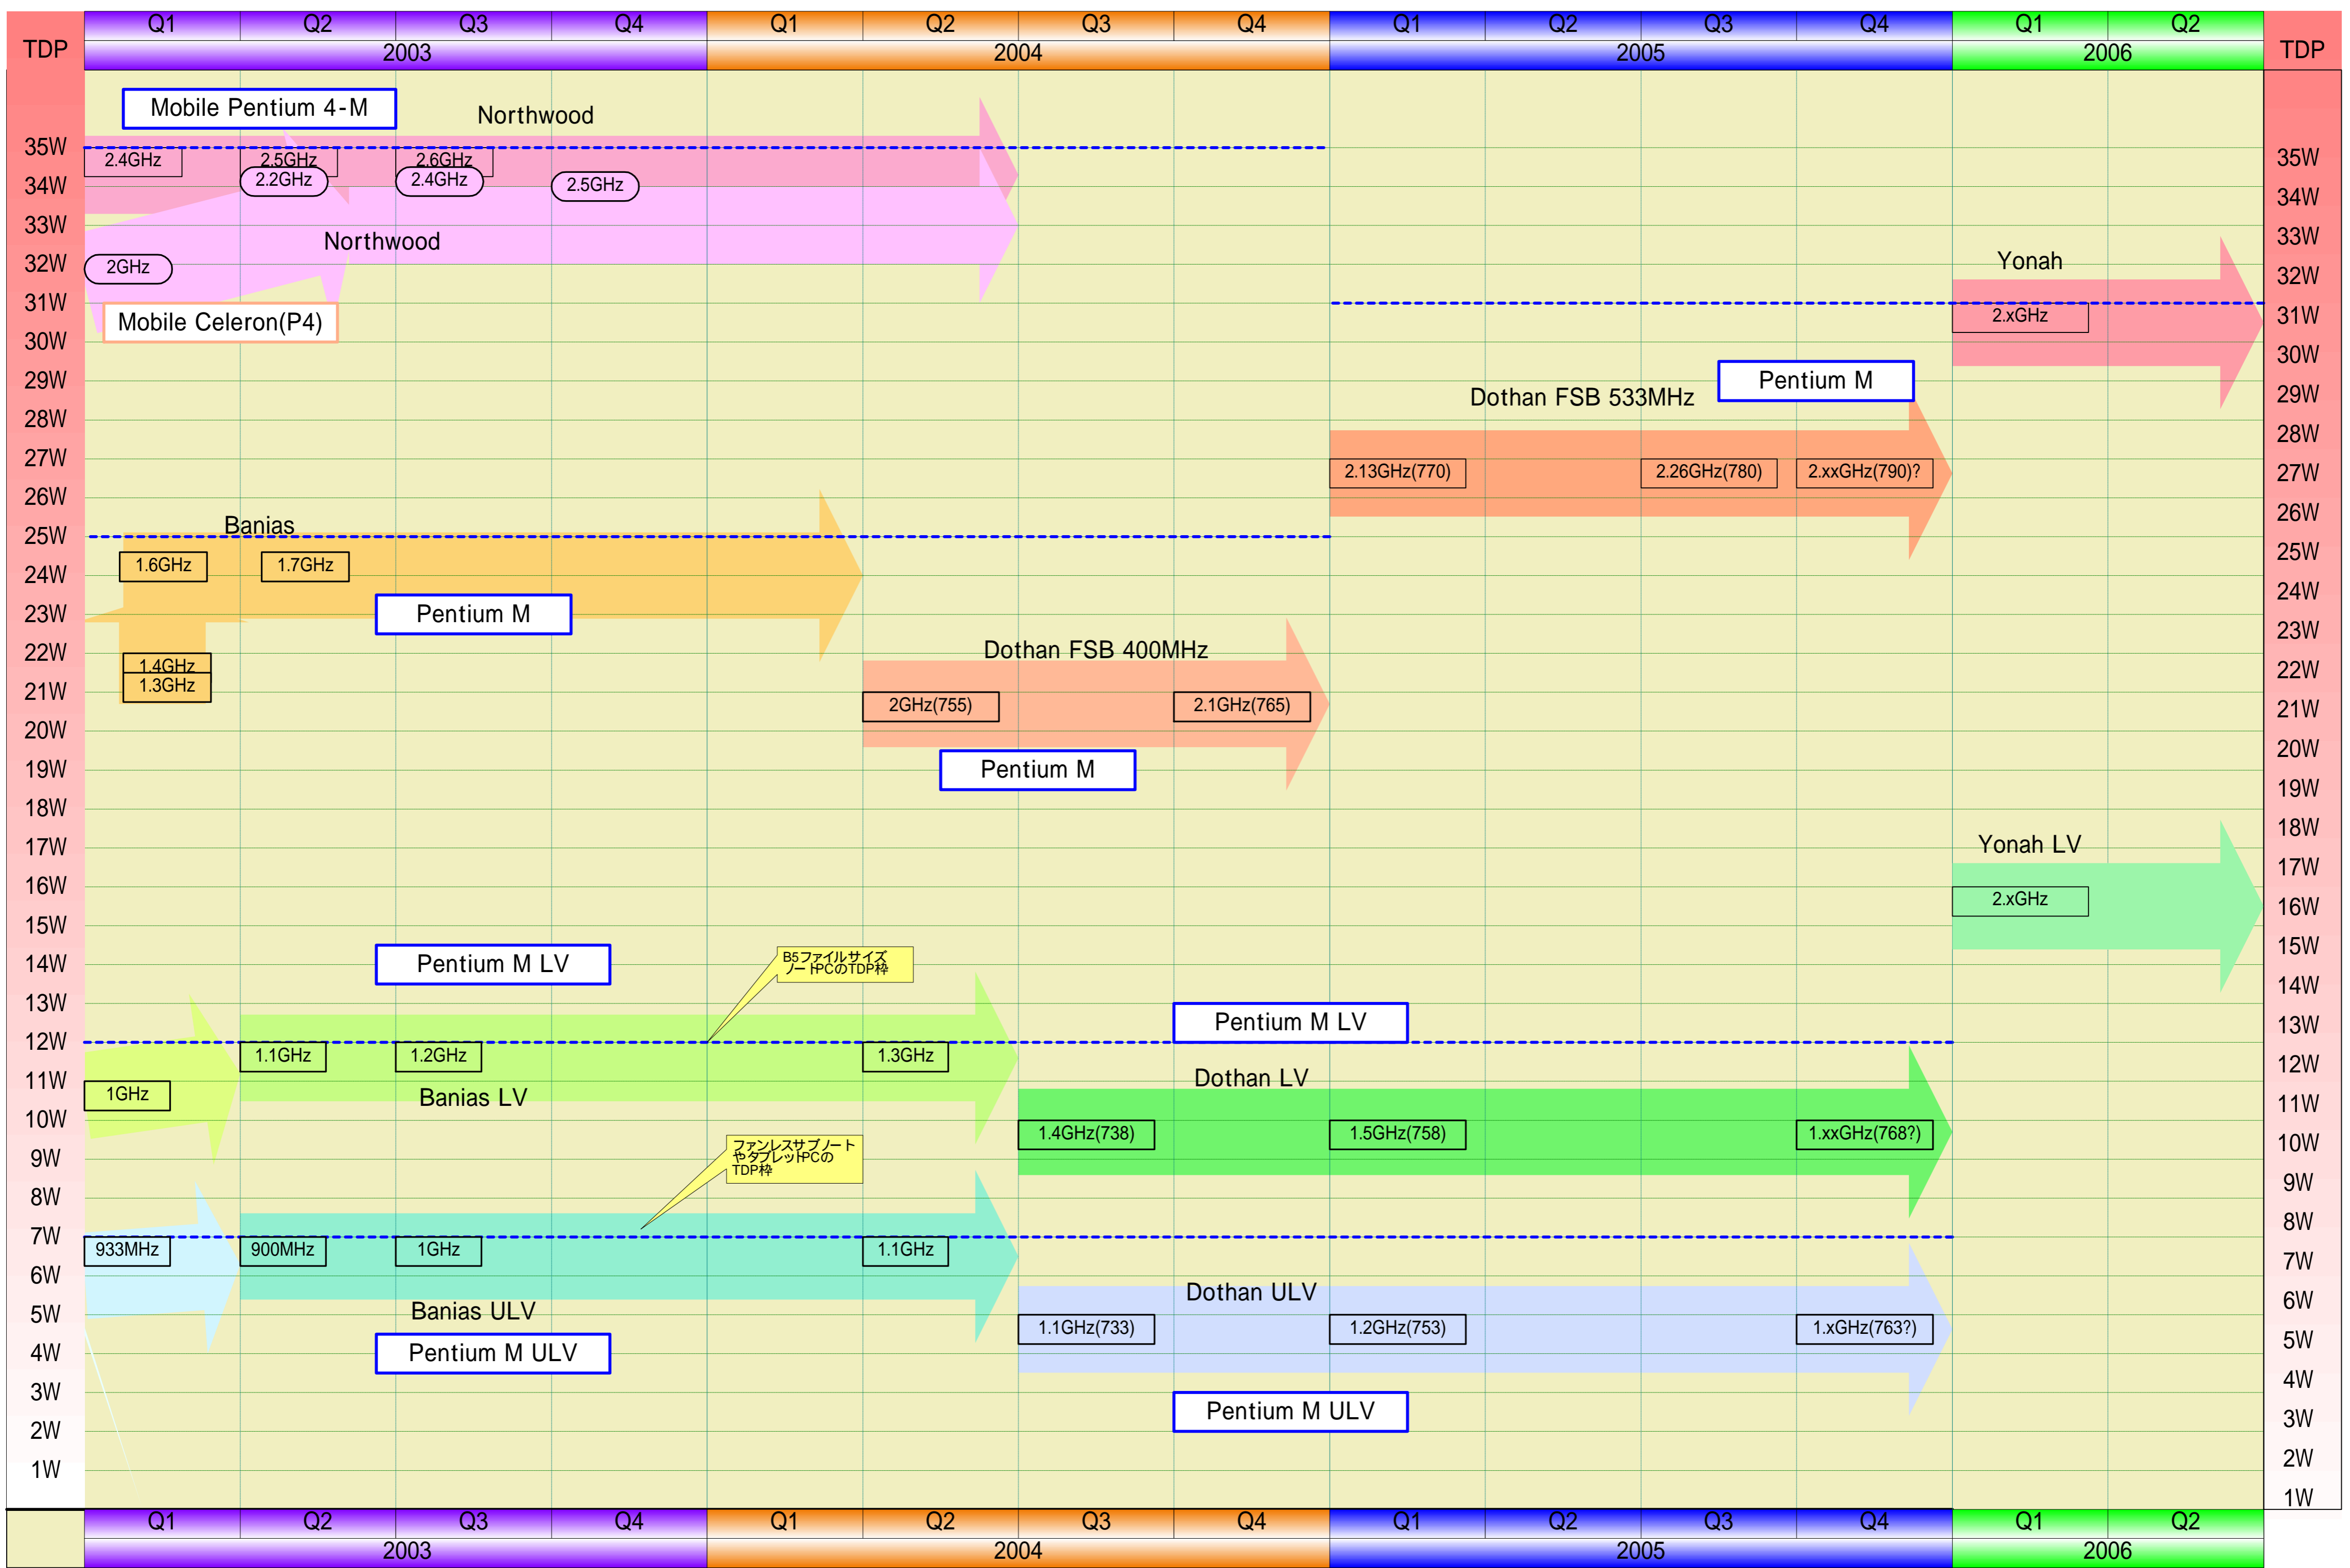 Q1 Q2 Q3 Q4 Q1 Q2 Q3 Q4 Q1 Q2 Q3 Q4 Q1 Q2
TDP 2003 2004 2005 2006 TDP
Mobile Pentium 4-M
Northwood
35W 35W
2.4GHz 2.5GHz 2.6GHz
2.2GHz 2.4GHz 2.5GHz
34W 34W
33W 33W
Northwood
Yonah
32W 2GHz 32W
31W 2.xGHz 31W
Mobile Celeron(P4)
30W 30W
29W Pentium M 29W
Dothan FSB 533MHz
28W 28W
27W 2.13GHz(770) 2.26GHz(780) 2.xxGHz(790)? 27W
26W 26W
Banias
25W 25W
1.6GHz 1.7GHz
24W 24W
23W Pentium M 23W
22W Dothan FSB 400MHz 22W
1.4GHz
1.3GHz
21W 2GHz(755) 2.1GHz(765) 21W
20W 20W
19W Pentium M 19W
18W 18W
17W Yonah LV 17W
16W 2.xGHz 16W
15W 15W
14W Pentium M LV 14W
B5ファイルサイズ
ノートPCのTDP枠
13W Pentium M LV 13W
12W 12W
1.1GHz 1.2GHz 1.3GHz
11W Dothan LV 11W
1GHz Banias LV
10W 1.4GHz(738) 1.5GHz(758) 1.xxGHz(768?) 10W
ファンレスサブノート
やタブレットPCの
TDP枠
9W 9W
8W 8W
7W 7W
933MHz 900MHz 1GHz 1.1GHz
6W 6W
Dothan ULV
5W Banias ULV 5W
1.1GHz(733) 1.2GHz(753) 1.xGHz(763?)
4W Pentium M ULV 4W
3W 3W
Pentium M ULV
2W 2W
1W 1W
Q1 Q2 Q3 Q4 Q1 Q2 Q3 Q4 Q1 Q2 Q3 Q4 Q1 Q2
2003 2004 2005 2006